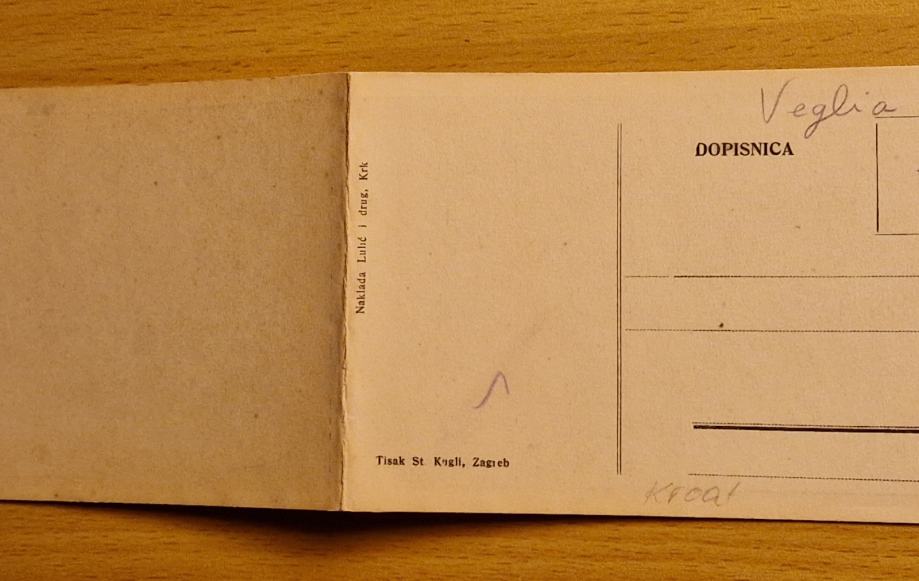 Veglia
DOPISNICA
Naklada Lulić i drug, Krk
Tisak St. Kugli, Zagreb
Kroat